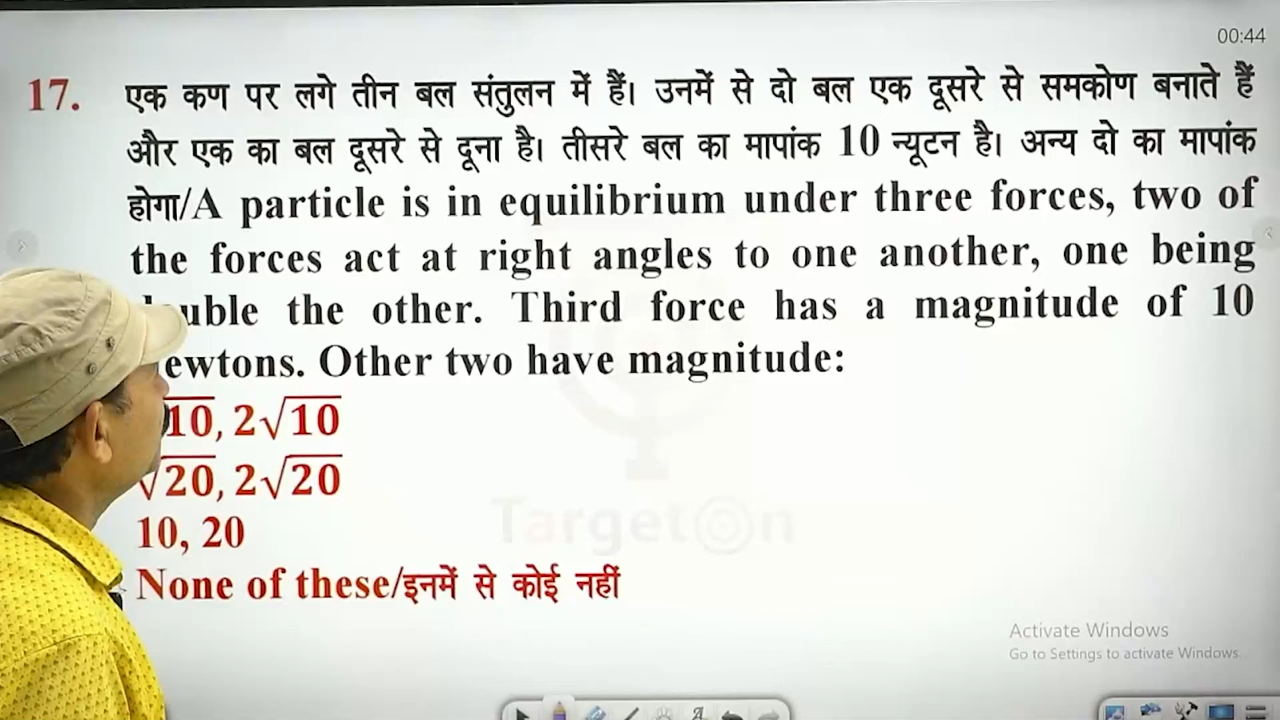 00:44
17. एक कण पर लगे तीन बल संतुलन में हैं। उनमें से दो बल एक दूसरे से समकोण बनाते हैं
और एक का बल दूसरे से दूना है। तीसरे बल का मापांक 10 न्यूटन है। अन्य दो का मापांक
होगा/A particle is in equilibrium under three forces, two of
the forces act at right angles to one another, one being
the other. Third force has a magnitude of 10
Other two have magnitude:
10, 2√10
√20, 2√20
10, 20
None of these/इनमें से कोई नहीं
TargetOn
Activate Windows
Go to Settings to activate Windows.